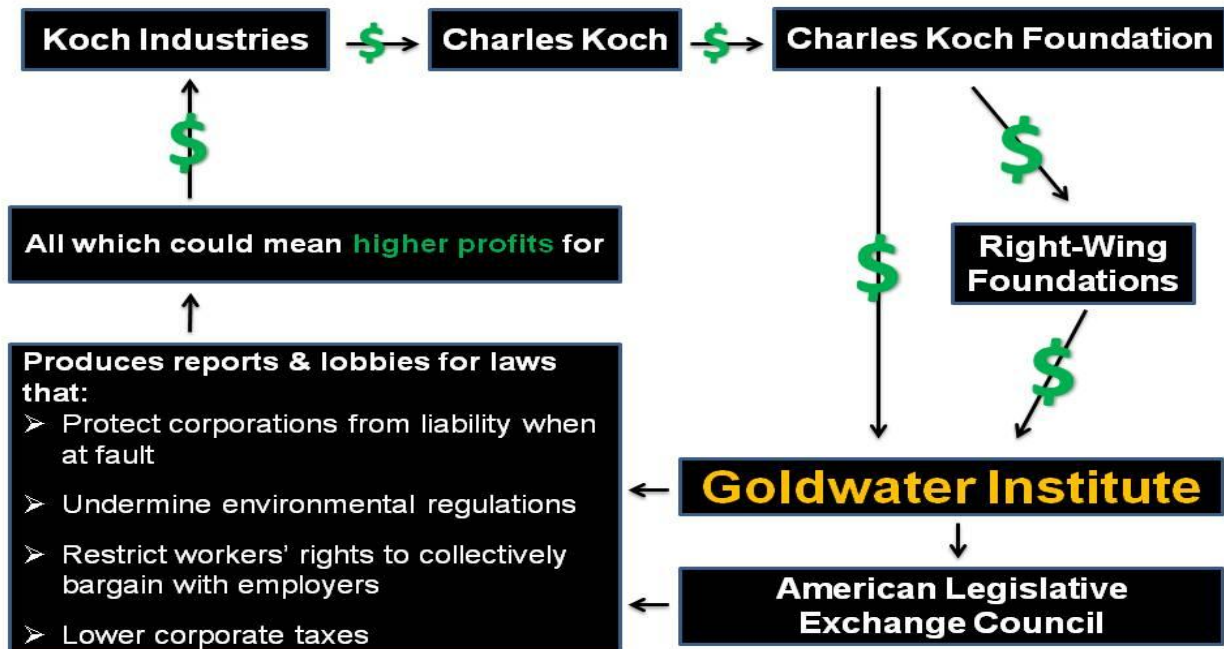 Koch Industries
$
Charles Koch
$
Charles Koch Foundation
$
$
$
Right-Wing
Foundations
$
All which could mean higher profits for
Produces reports & lobbies for laws
that:
➢ Protect corporations from liability when
at fault
➢ Undermine environmental regulations
➢ Restrict workers’ rights to collectively
bargain with employers
➢ Lower corporate taxes
Goldwater Institute
American Legislative
Exchange Council